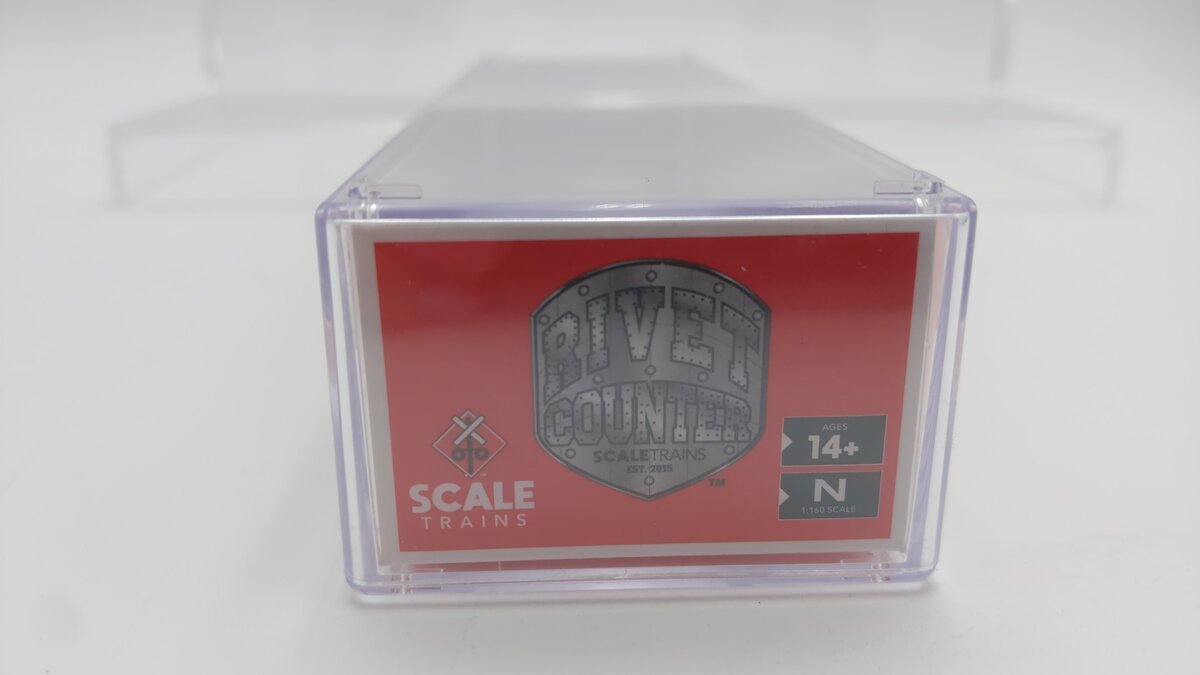 RIVET
COUNTER
SCALETRAINS
EST. 2015
TM
SCALE
TRAINS
AGES
14+
N
1:160 SCALE